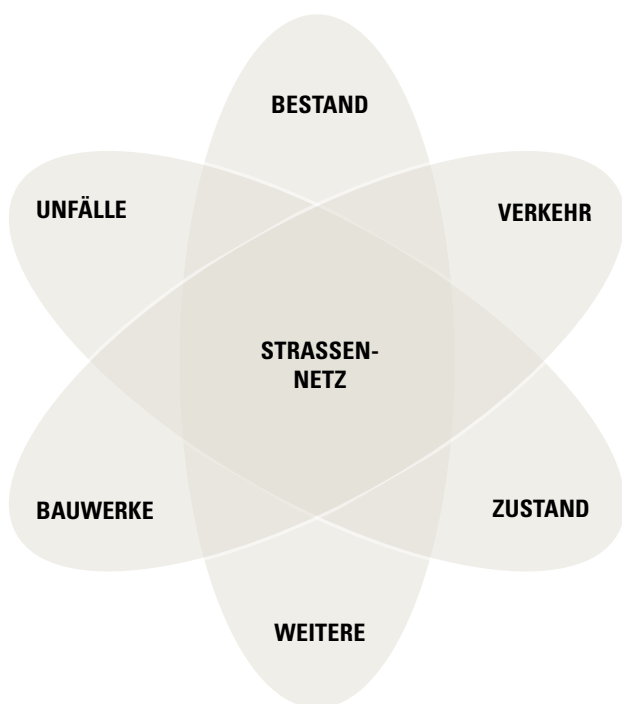 BESTAND
UNFÄLLE
VERKEHR
STRASSEN-
NETZ
BAUWERKE
ZUSTAND
WEITERE